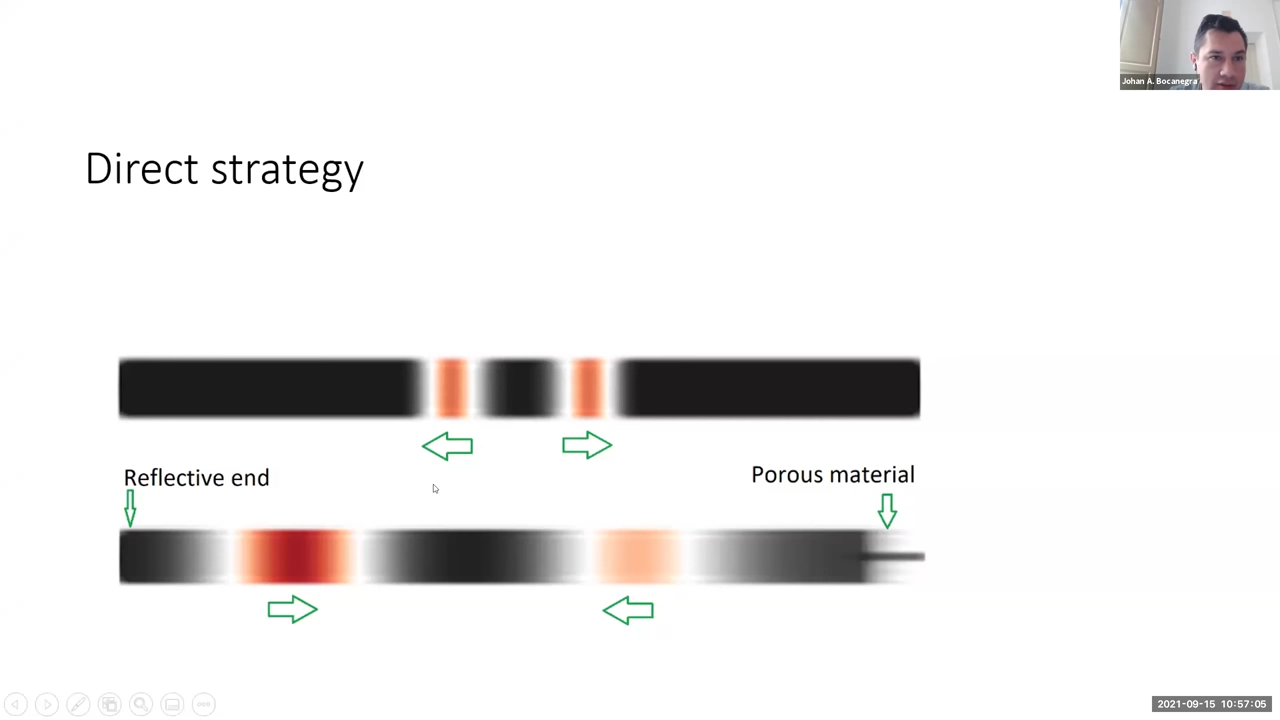 Johan A. Bocanegra
Direct strategy
Reflective end
Porous material
2021-09-15 10:57:05